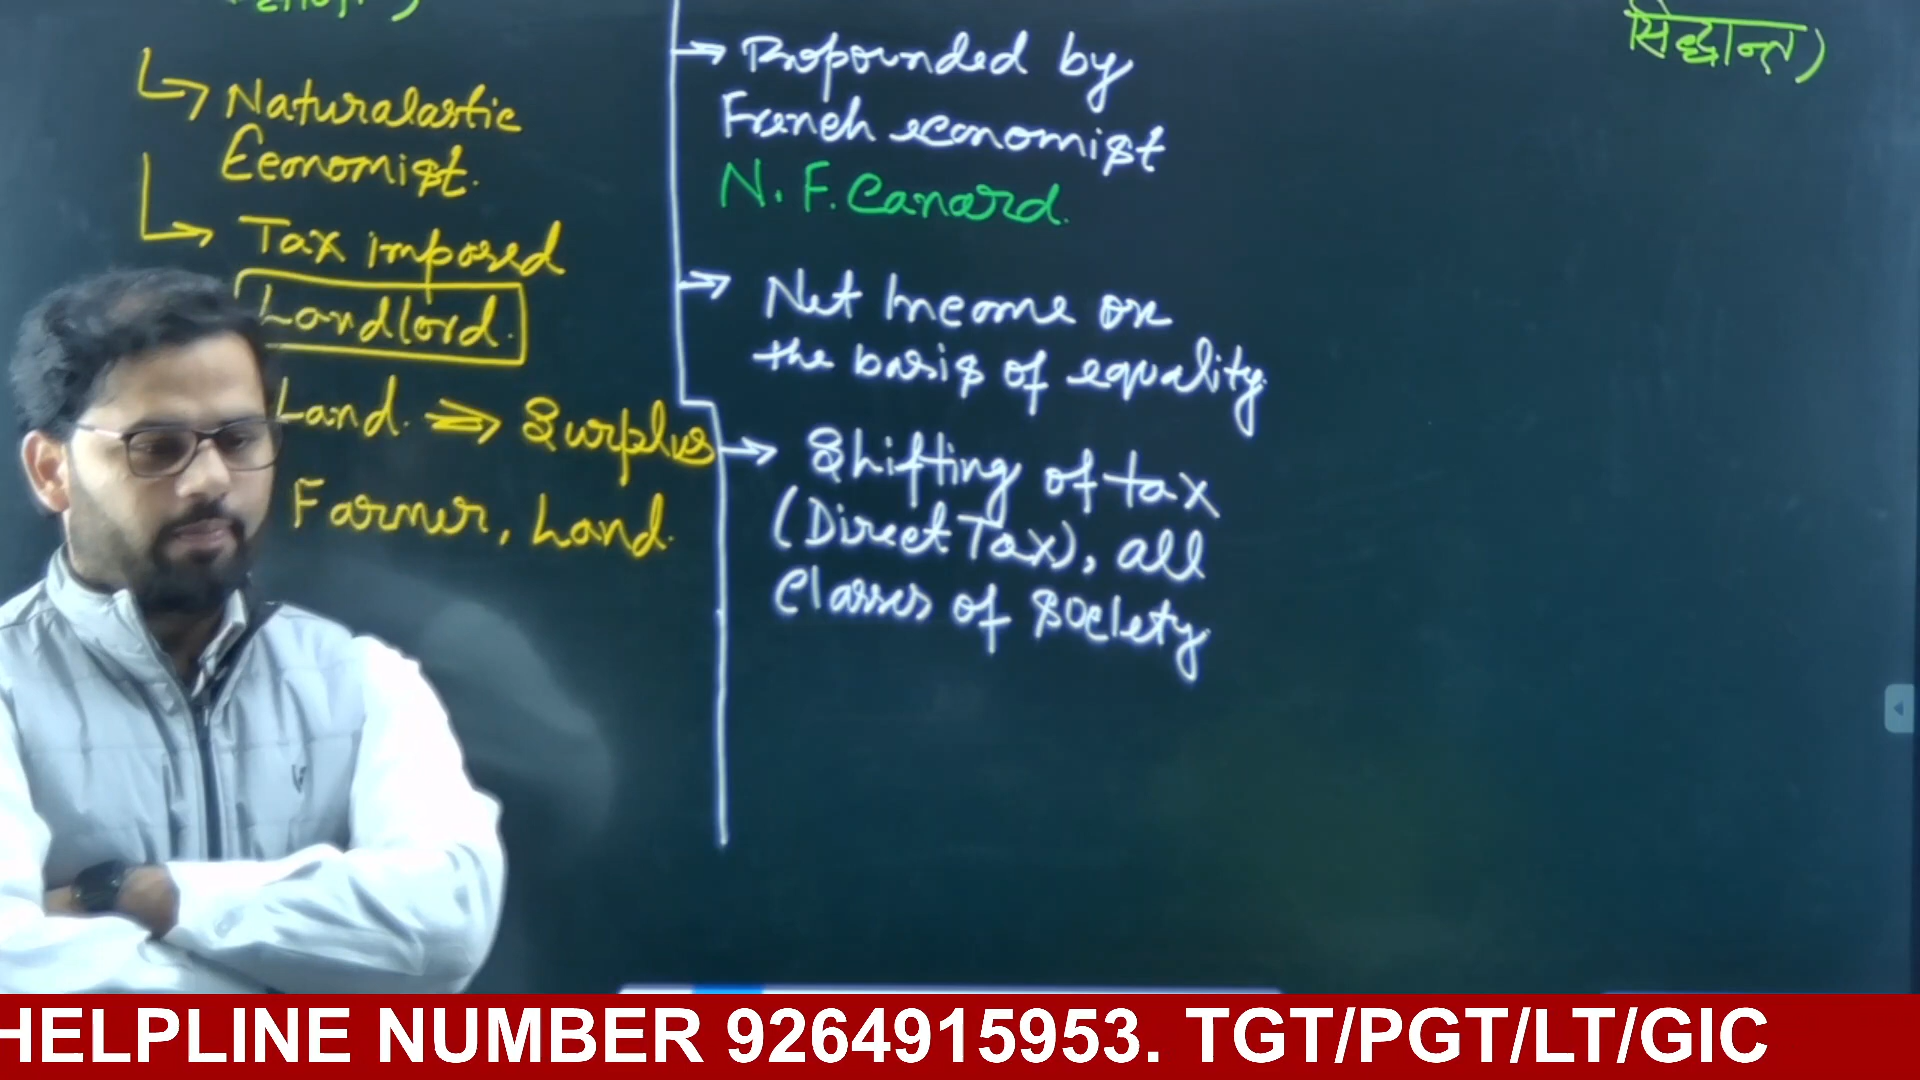 Naturalastic
Economist.
Tax imposed
Landlord.
Land. ⇒ Surplus
Farmer, Land.
Propounded by
French economist
N. F. Canard.
Net Income on
the basis of equality.
Shifting of tax
(Direct Tax), all
classes of society
सिद्धान्त)
HELPLINE NUMBER 9264915953. TGT/PGT/LT/GIC